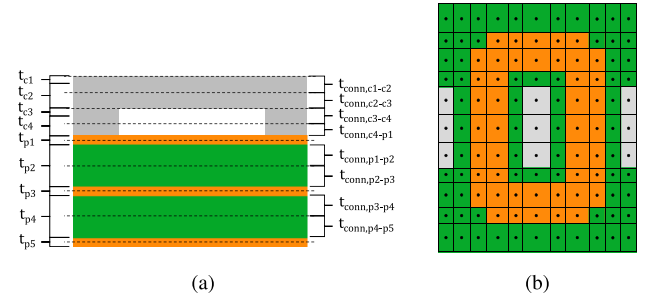 t_c1
t_c2
t_c3
t_c4
t_p1
t_p2
t_p3
t_p4
t_p5
t_conn,c1-c2
t_conn,c2-c3
t_conn,c3-c4
t_conn,c4-p1
t_conn,p1-p2
t_conn,p2-p3
t_conn,p3-p4
t_conn,p4-p5
(a)
(b)